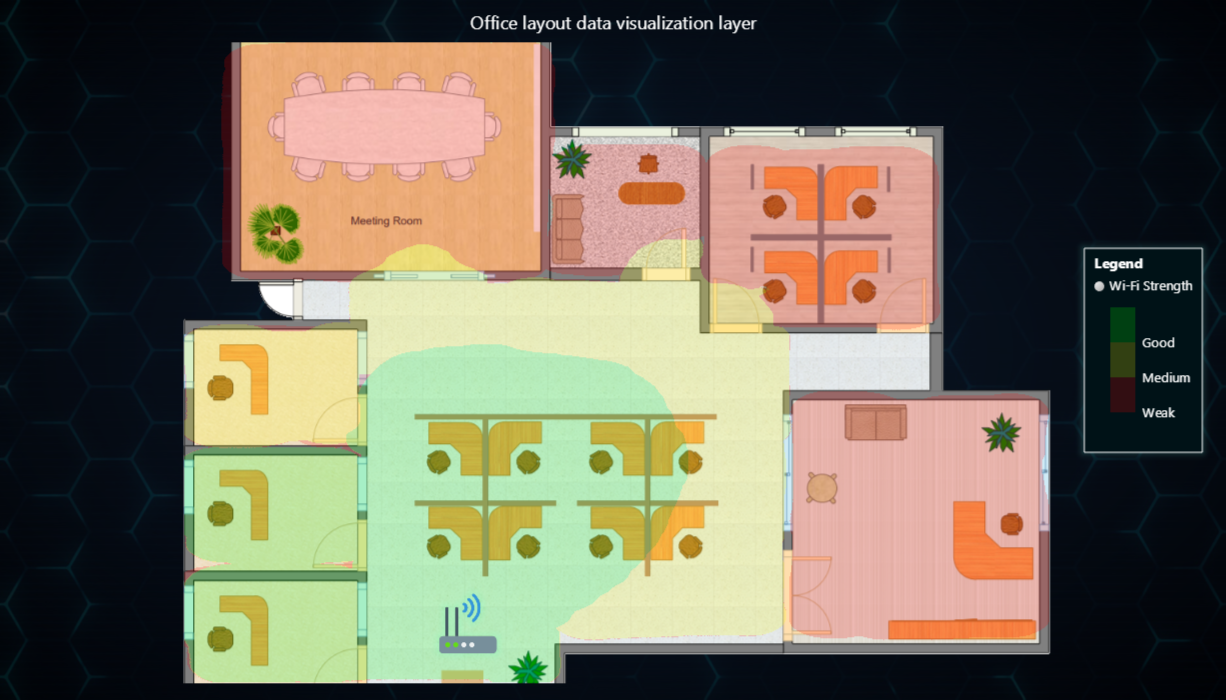 Office layout data visualization layer
Meeting Room
Legend
Wi-Fi Strength
Good
Medium
Weak